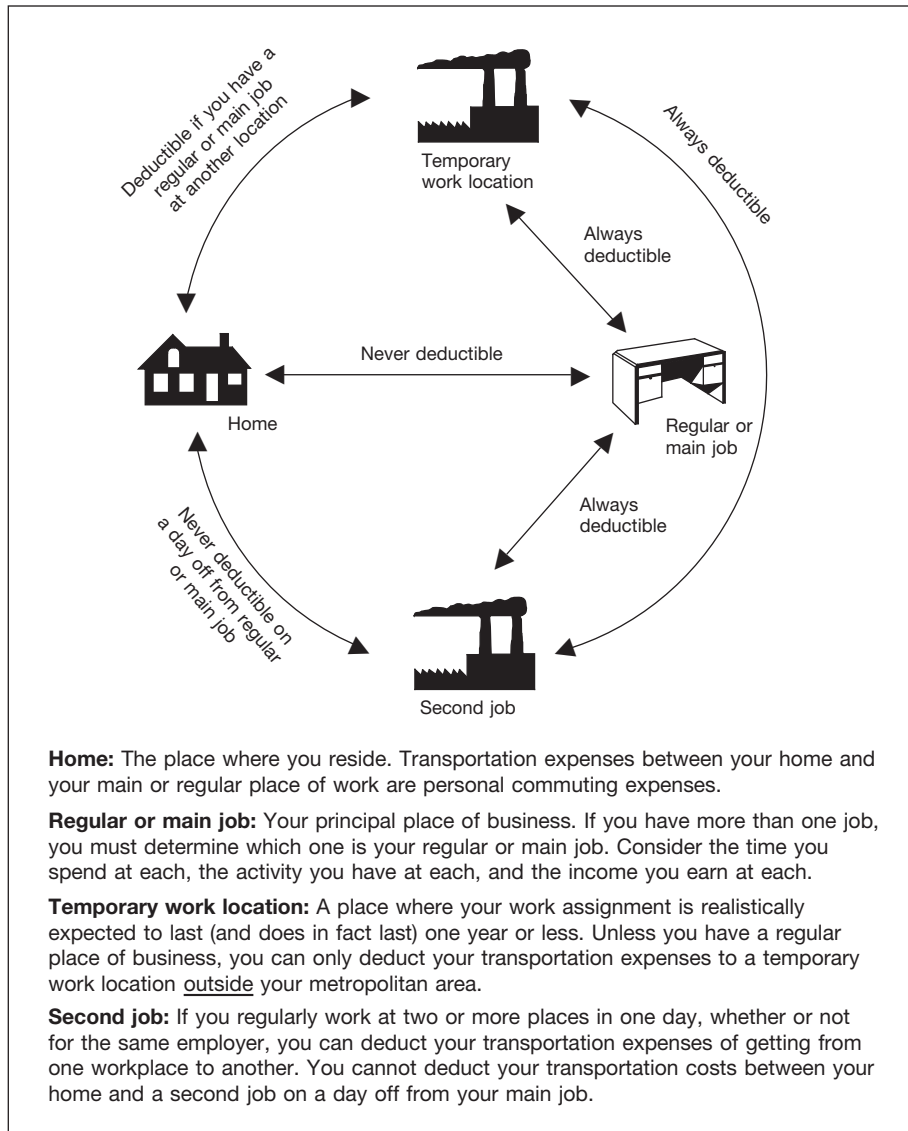 Deductible if you have a
regular or main job
at another location
Temporary
work location
Always deductible
Always
deductible
Never deductible
Home
Regular or
main job
Never deductible on
a day off from regular
or main job
Always
deductible
Second job
Home: The place where you reside. Transportation expenses between your home and
your main or regular place of work are personal commuting expenses.
Regular or main job: Your principal place of business. If you have more than one job,
you must determine which one is your regular or main job. Consider the time you
spend at each, the activity you have at each, and the income you earn at each.
Temporary work location: A place where your work assignment is realistically
expected to last (and does in fact last) one year or less. Unless you have a regular
place of business, you can only deduct your transportation expenses to a temporary
work location outside your metropolitan area.
Second job: If you regularly work at two or more places in one day, whether or not
for the same employer, you can deduct your transportation expenses of getting from
one workplace to another. You cannot deduct your transportation costs between your
home and a second job on a day off from your main job.